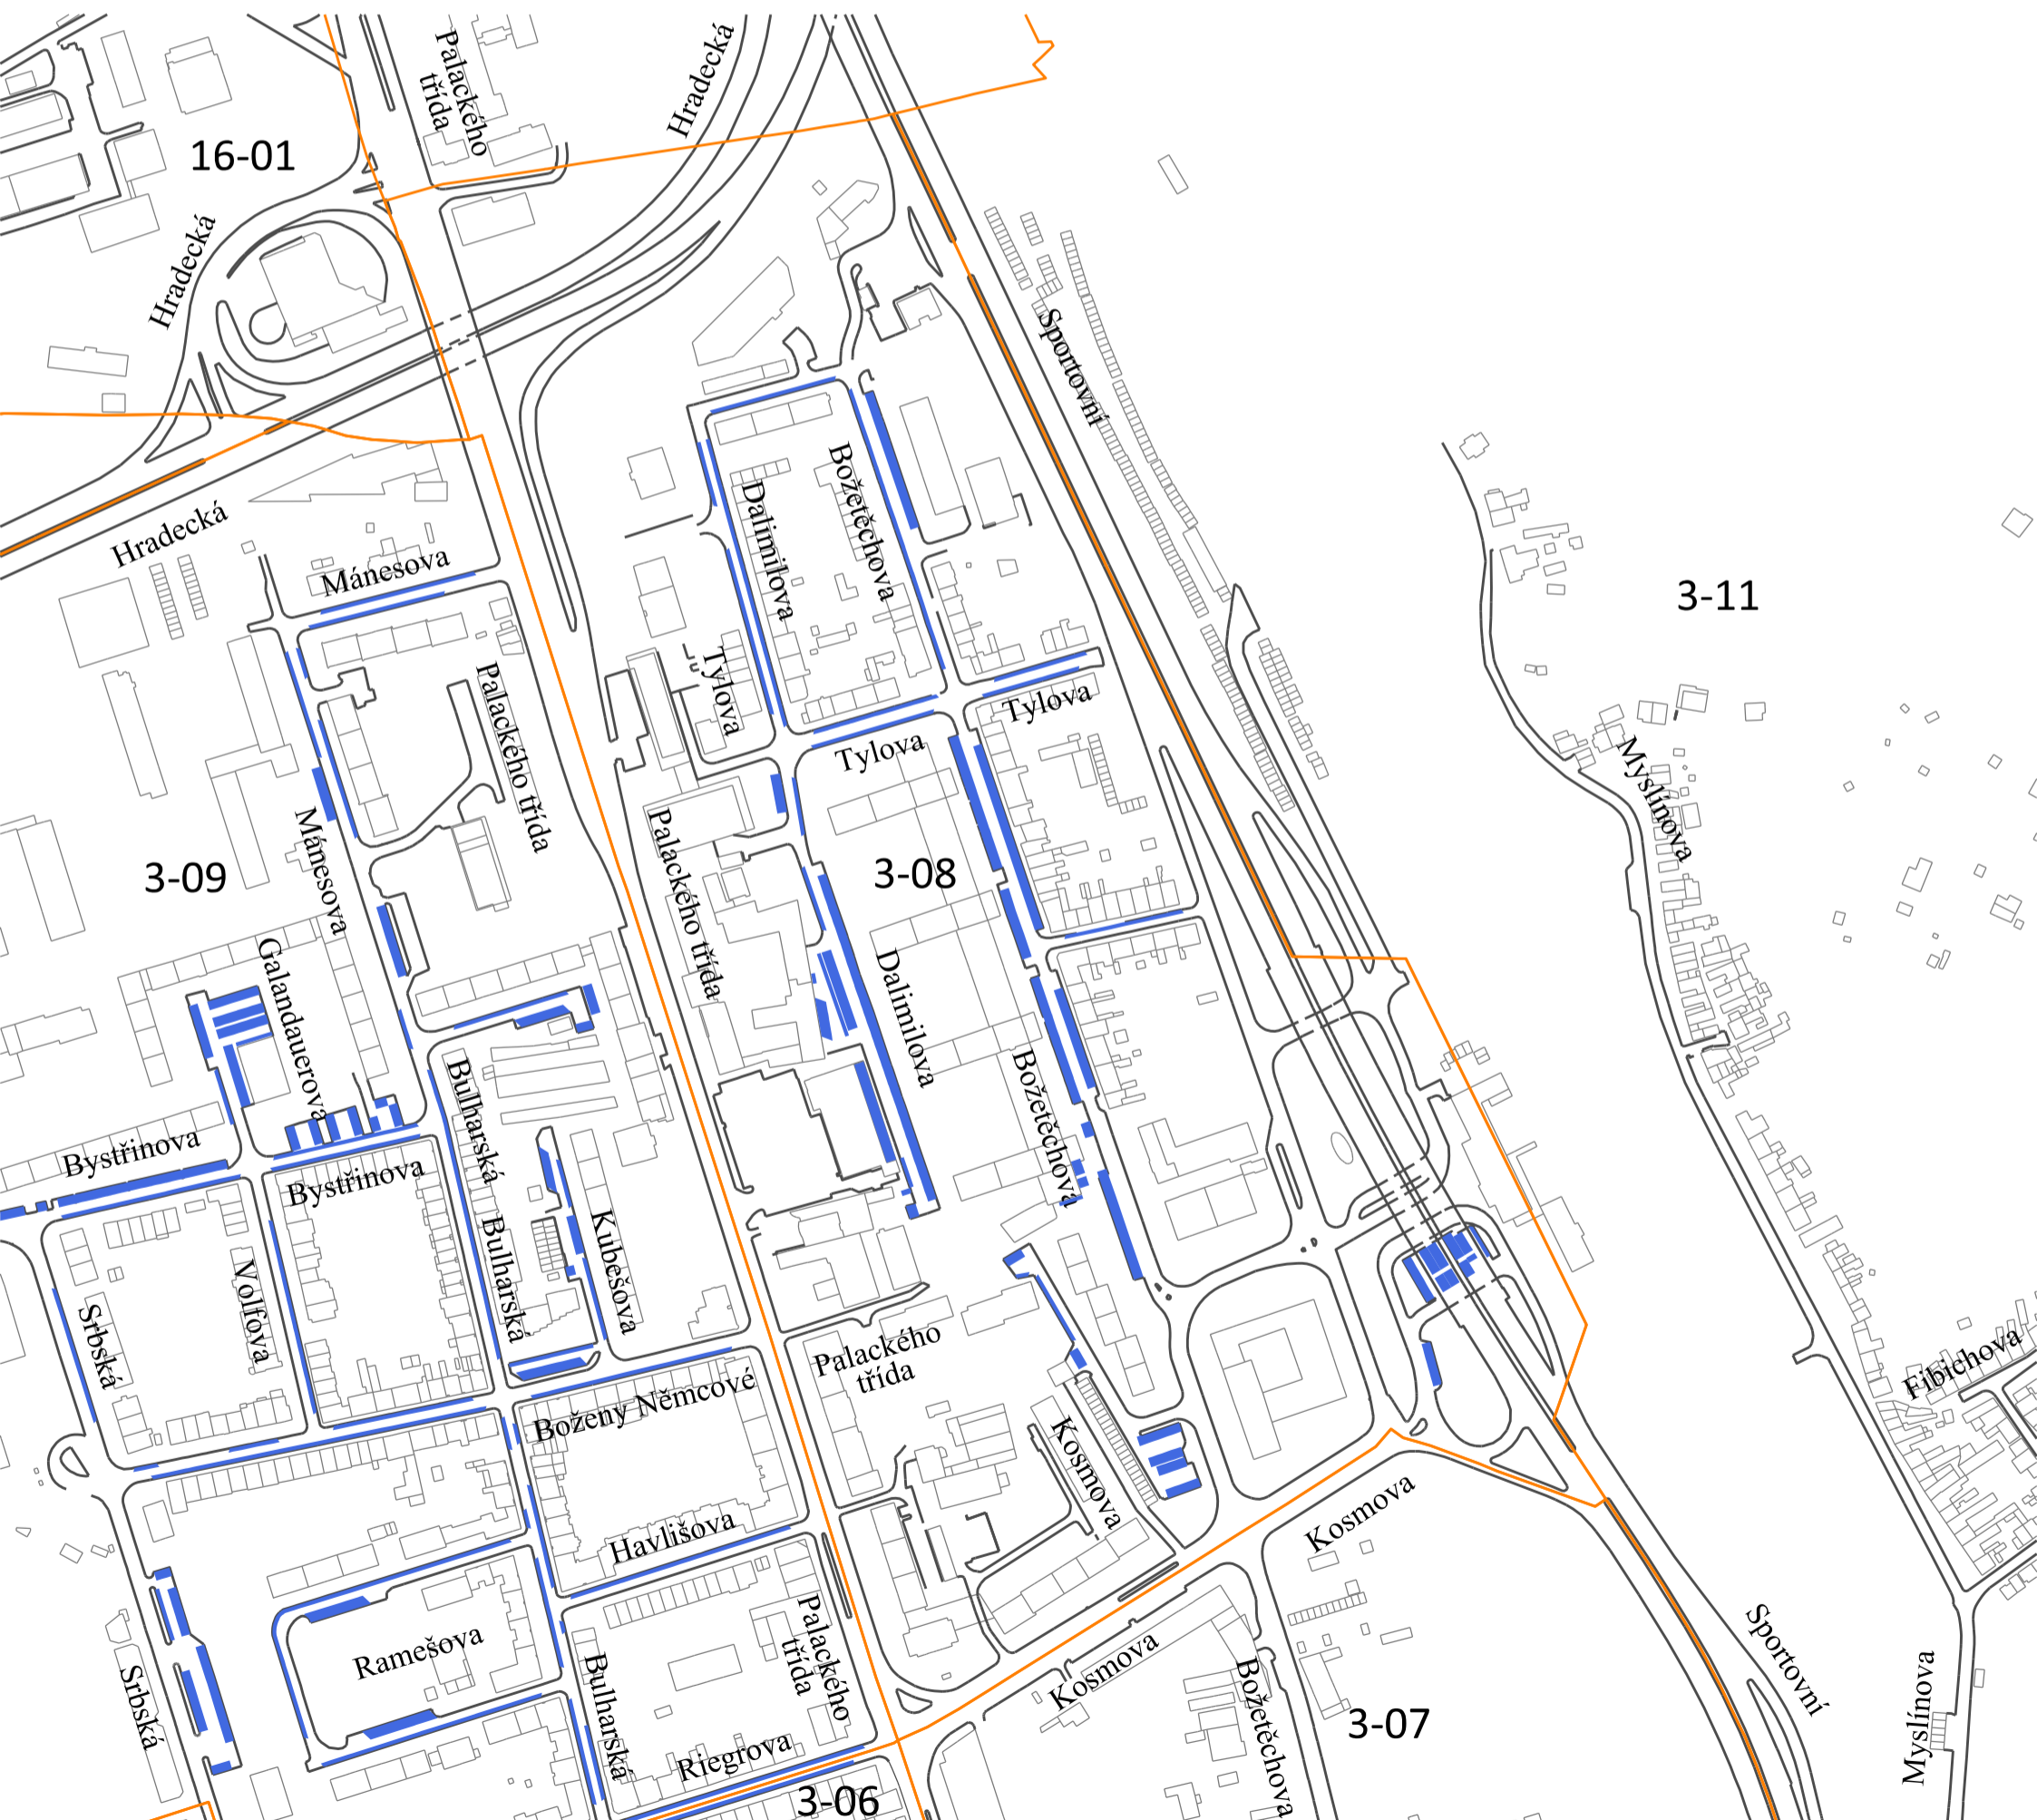 Palackého
třída
Hradecká
16-01
Hradecká
Sportovní
Hradecká
Mánesova
Božetěchova
Dalimilova
3-11
Tylova
Palackého třída
Tylova
Tylova
Myslínova
Mánesova
Palackého třída
3-09
3-08
Galandauerova
Dalimilova
Bulharská
Božetěchova
Bystřinova
Bystřinova
Bulharská
Kubešova
Volfova
Srbská
Palackého
třída
Fibichova
Boženy Němcové
Kosmova
Kosmova
Havlišova
Ramešova
Palackého
třída
Srbská
Bulharská
Kosmova
Božetěchova
Sportovní
Myslínova
3-07
Riegrova
3-06